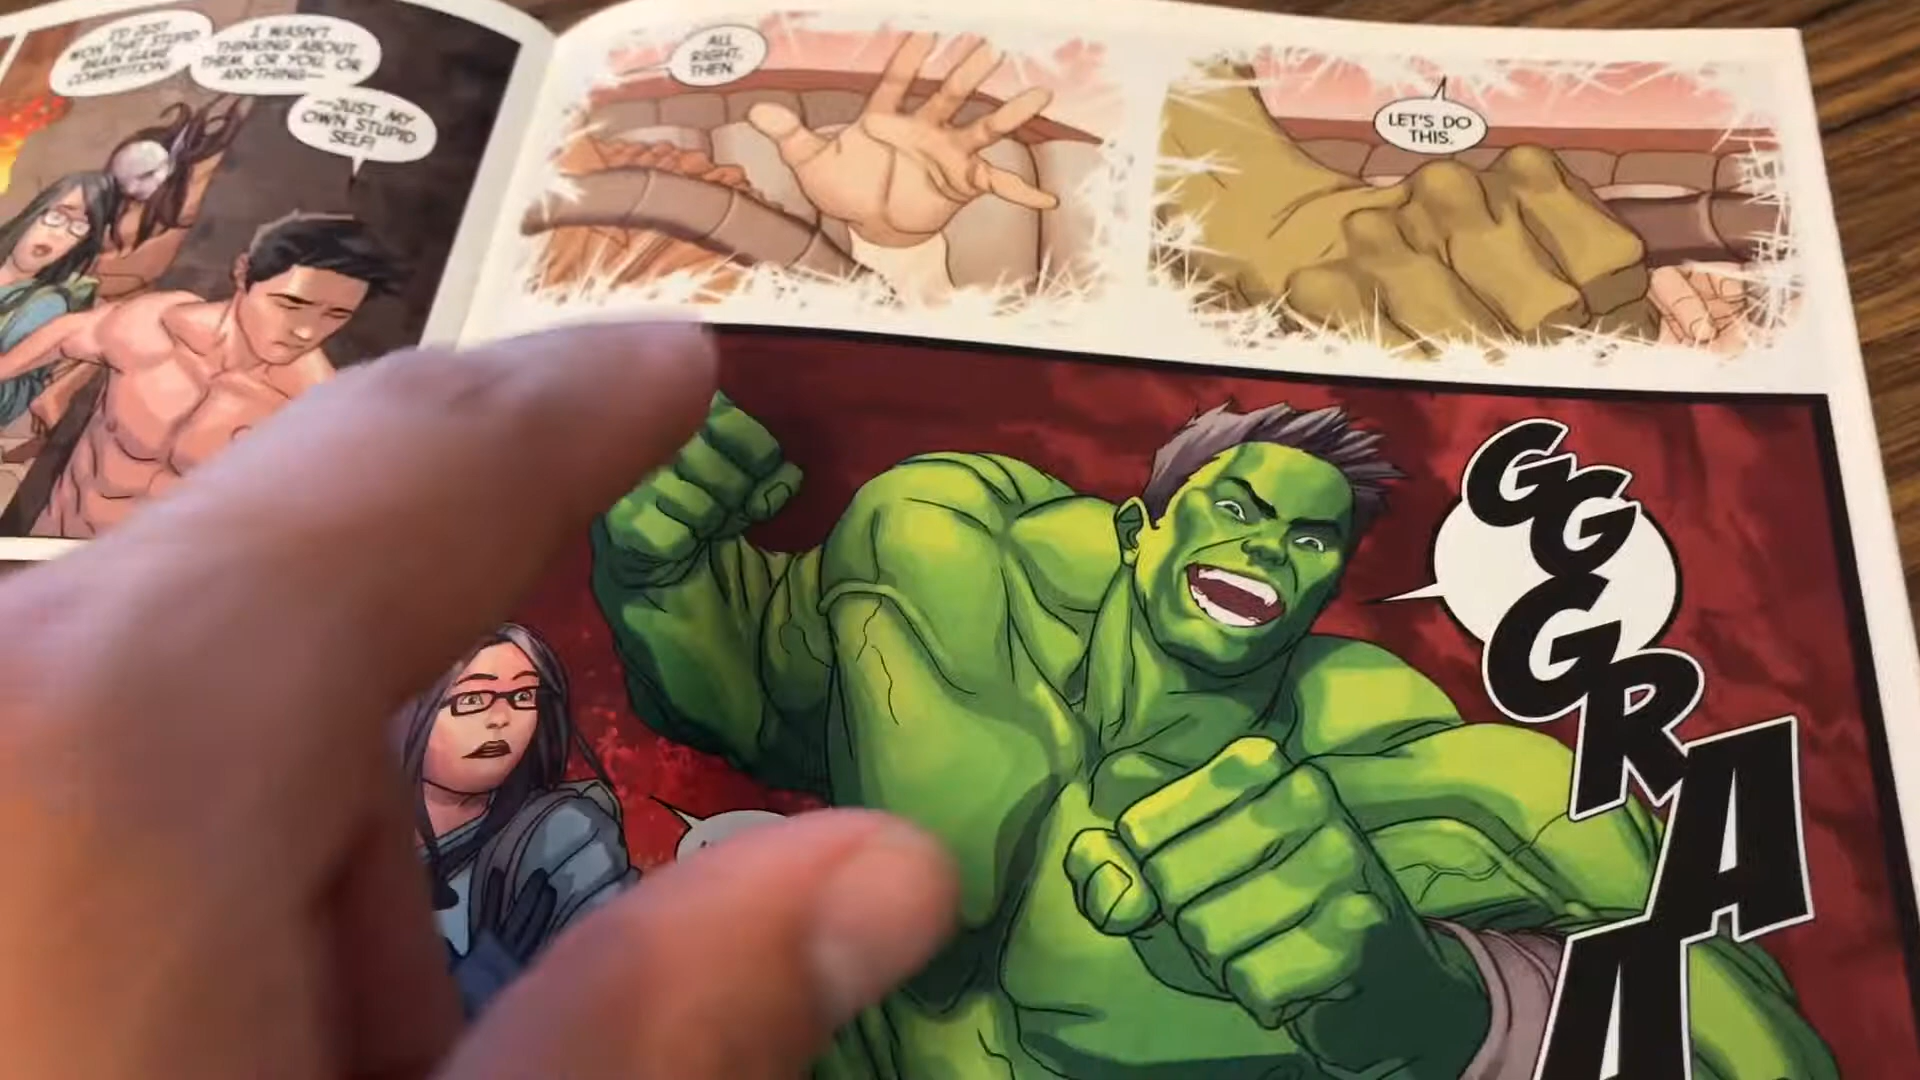 I'D JUST
WON THAT STUPID
BRAIN GAME
COMPETITION!
I WASN'T
THINKING ABOUT
THEM OR YOU OR
ANYTHING—
—JUST MY
OWN STUPID
SELF!
ALL
RIGHT,
THEN.
LET'S DO
THIS.
GGGRAA